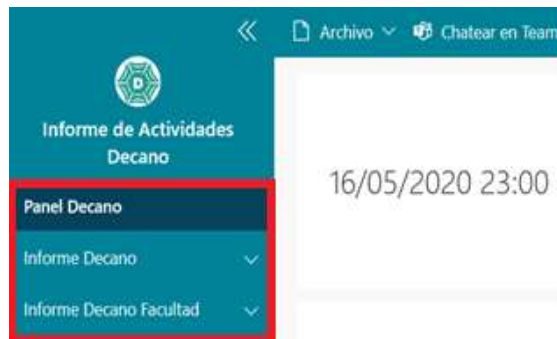 Archivo
Chatear en Team
D
Informe de Actividades
Decano
16/05/2020 23:00
Panel Decano
Informe Decano
Informe Decano Facultad